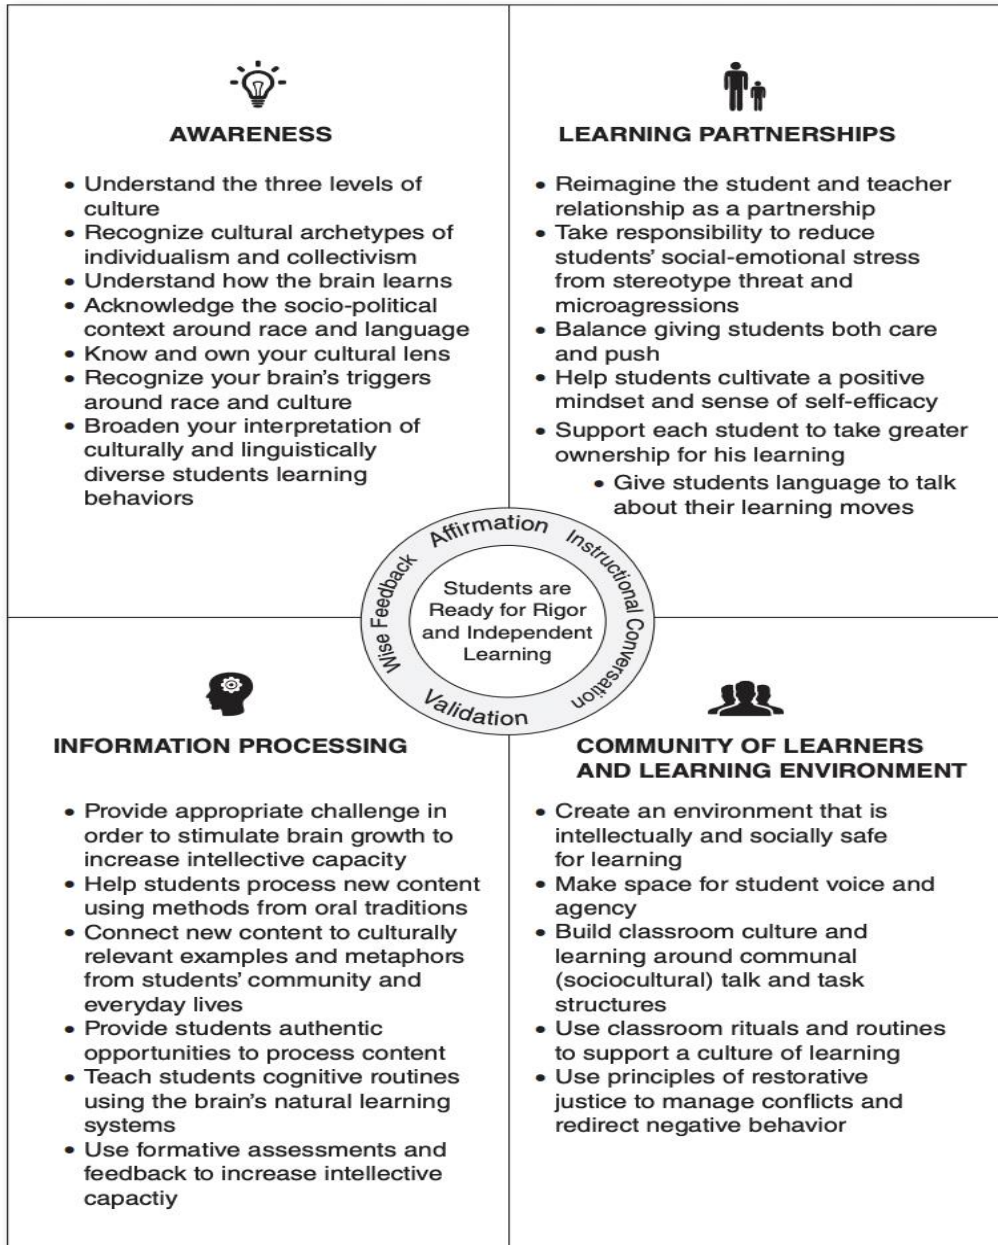 AWARENESS
• Understand the three levels of
culture
• Recognize cultural archetypes of
individualism and collectivism
• Understand how the brain learns
• Acknowledge the socio-political
context around race and language
• Know and own your cultural lens
• Recognize your brain's triggers
around race and culture
• Broaden your interpretation of
culturally and linguistically
diverse students learning
behaviors
LEARNING PARTNERSHIPS
• Reimagine the student and teacher
relationship as a partnership
• Take responsibility to reduce
students' social-emotional stress
from stereotype threat and
microagressions
• Balance giving students both care
and push
• Help students cultivate a positive
mindset and sense of self-efficacy
• Support each student to take greater
ownership for his learning
• Give students language to talk
about their learning moves
Affirmation
Instructional Conversation
Validation
Wise Feedback
Students are
Ready for Rigor
and Independent
Learning
INFORMATION PROCESSING
• Provide appropriate challenge in
order to stimulate brain growth to
increase intellective capacity
• Help students process new content
using methods from oral traditions
• Connect new content to culturally
relevant examples and metaphors
from students' community and
everyday lives
• Provide students authentic
opportunities to process content
• Teach students cognitive routines
using the brain's natural learning
systems
• Use formative assessments and
feedback to increase intellective
capactiy
COMMUNITY OF LEARNERS
AND LEARNING ENVIRONMENT
• Create an environment that is
intellectually and socially safe
for learning
• Make space for student voice and
agency
• Build classroom culture and
learning around communal
(sociocultural) talk and task
structures
• Use classroom rituals and routines
to support a culture of learning
• Use principles of restorative
justice to manage conflicts and
redirect negative behavior